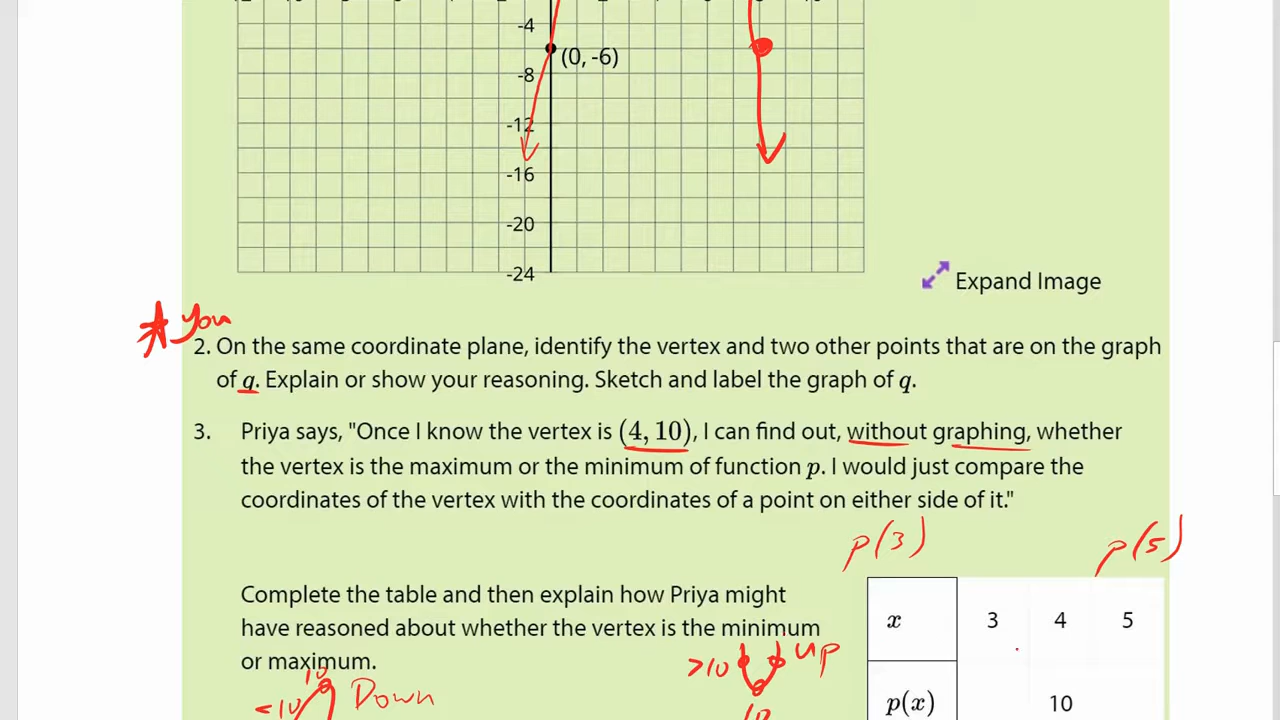 -4
(0, -6)
-8
-12
-16
-20
-24
Expand Image
You
2. On the same coordinate plane, identify the vertex and two other points that are on the graph
of q. Explain or show your reasoning. Sketch and label the graph of q.
3. Priya says, "Once I know the vertex is (4, 10), I can find out, without graphing, whether
the vertex is the maximum or the minimum of function p. I would just compare the
coordinates of the vertex with the coordinates of a point on either side of it."
p(3) p(5)
Complete the table and then explain how Priya might
have reasoned about whether the vertex is the minimum
or maximum.
x 3 4 5
p(x) 10
>10 up
10
10
<10 Down